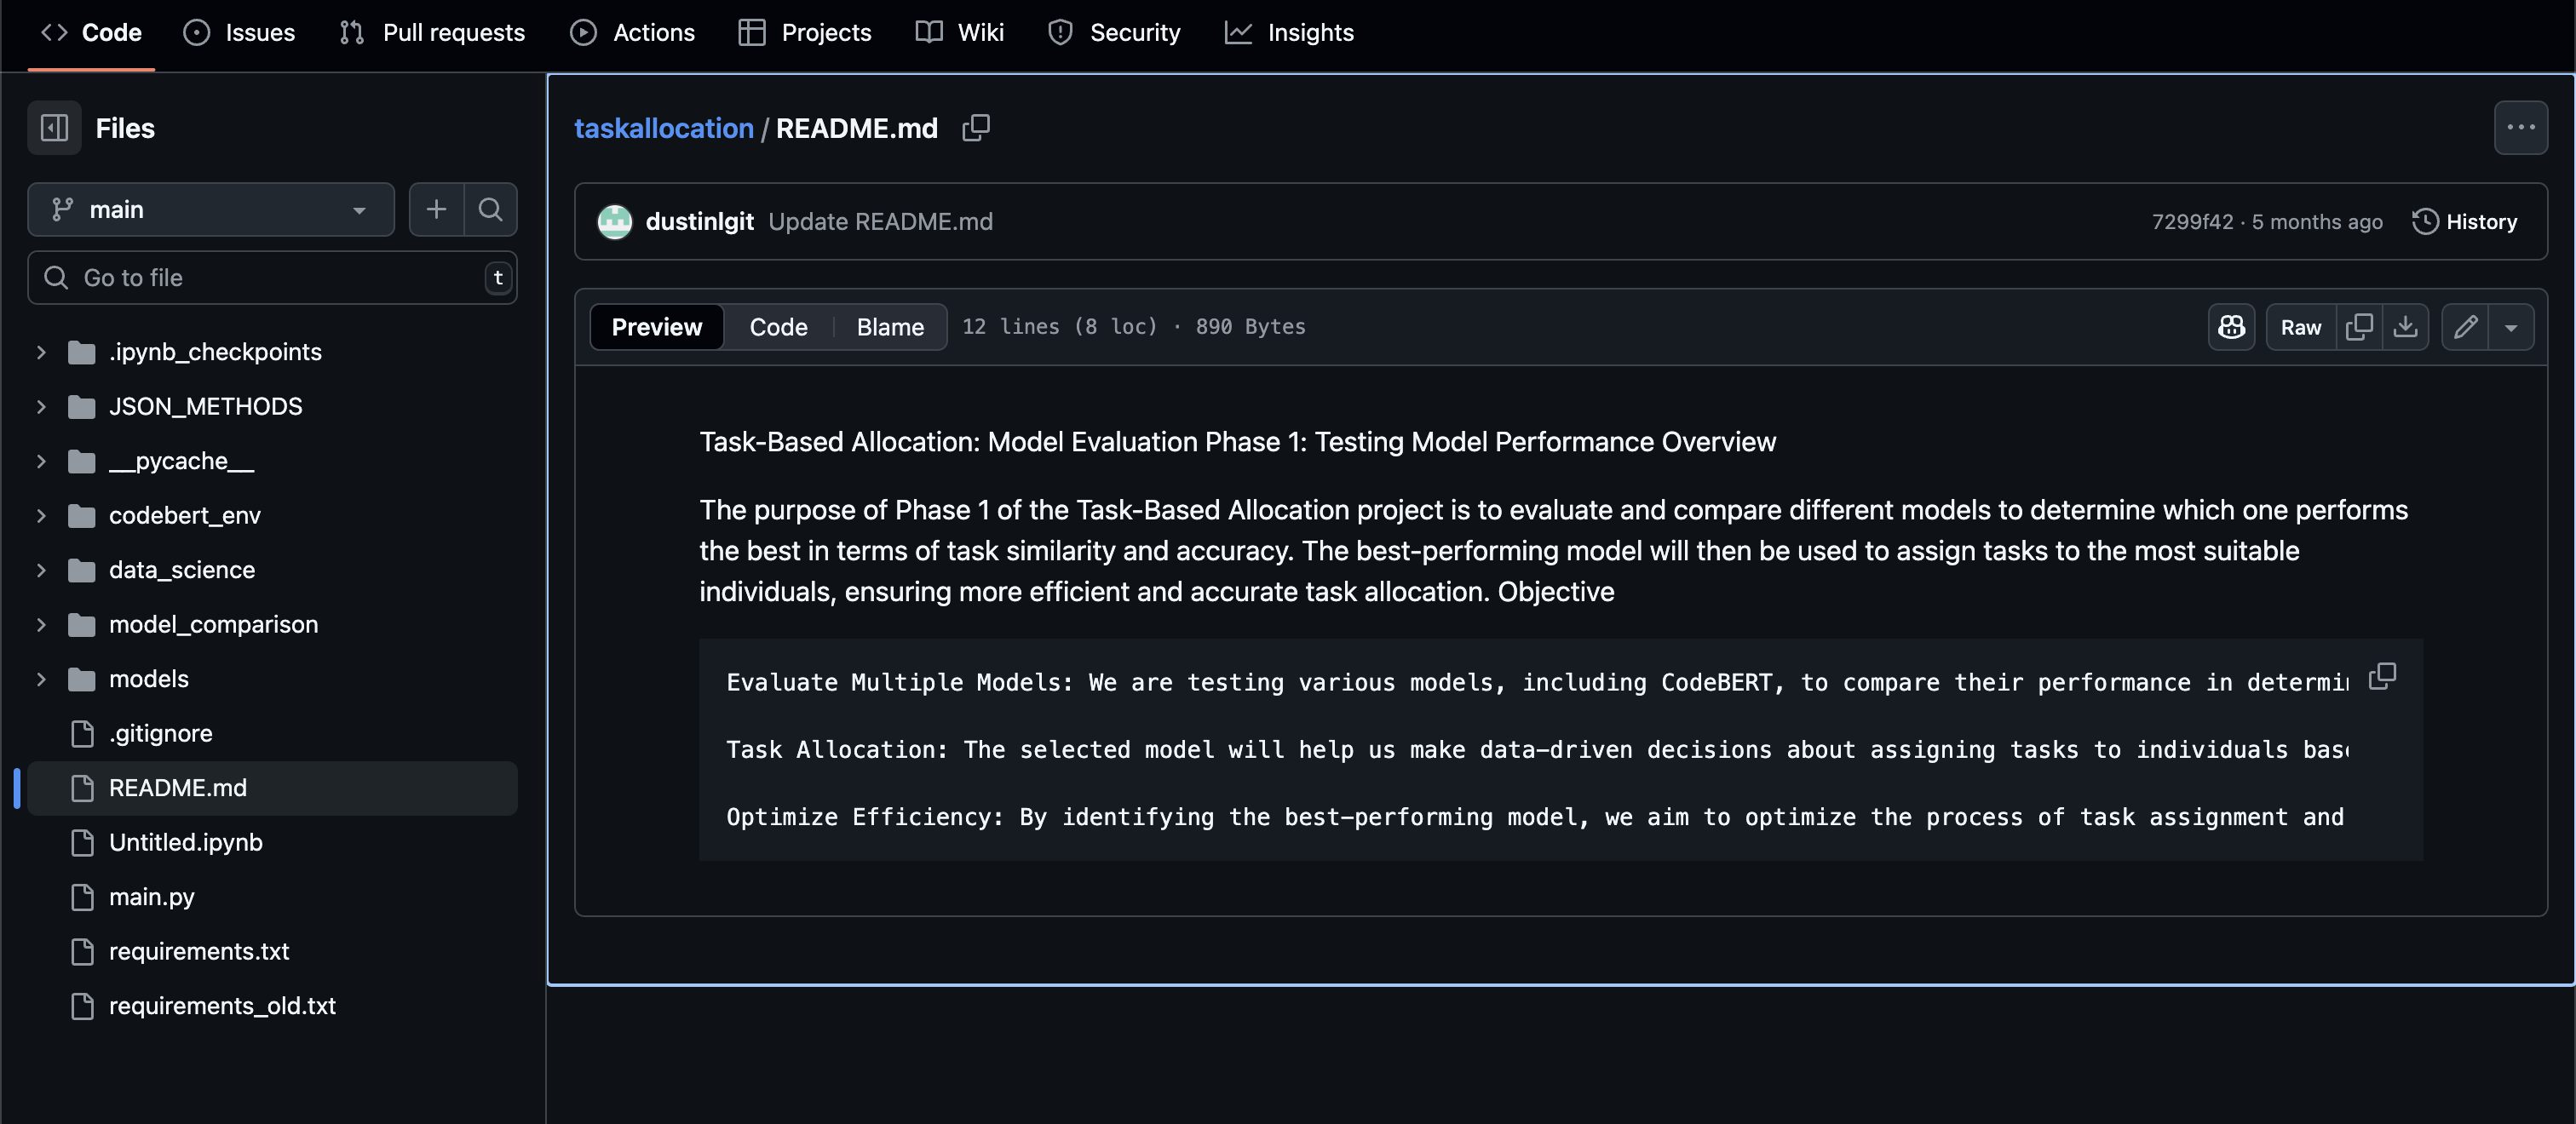 Code Issues Pull requests Actions Projects Wiki Security Insights
Files
main
Go to file t
.ipynb_checkpoints
JSON_METHODS
__pycache__
codebert_env
data_science
model_comparison
models
.gitignore
README.md
Untitled.ipynb
main.py
requirements.txt
requirements_old.txt
taskallocation / README.md
dustinlgit Update README.md 7299f42 · 5 months ago History
Preview Code Blame 12 lines (8 loc) · 890 Bytes Raw
Task-Based Allocation: Model Evaluation Phase 1: Testing Model Performance Overview
The purpose of Phase 1 of the Task-Based Allocation project is to evaluate and compare different models to determine which one performs
the best in terms of task similarity and accuracy. The best-performing model will then be used to assign tasks to the most suitable
individuals, ensuring more efficient and accurate task allocation. Objective
Evaluate Multiple Models: We are testing various models, including CodeBERT, to compare their performance in
Task Allocation: The selected model will help us make data-driven decisions about assigning tasks to individuals
Optimize Efficiency: By identifying the best-performing model, we aim to optimize the process of task assignment and